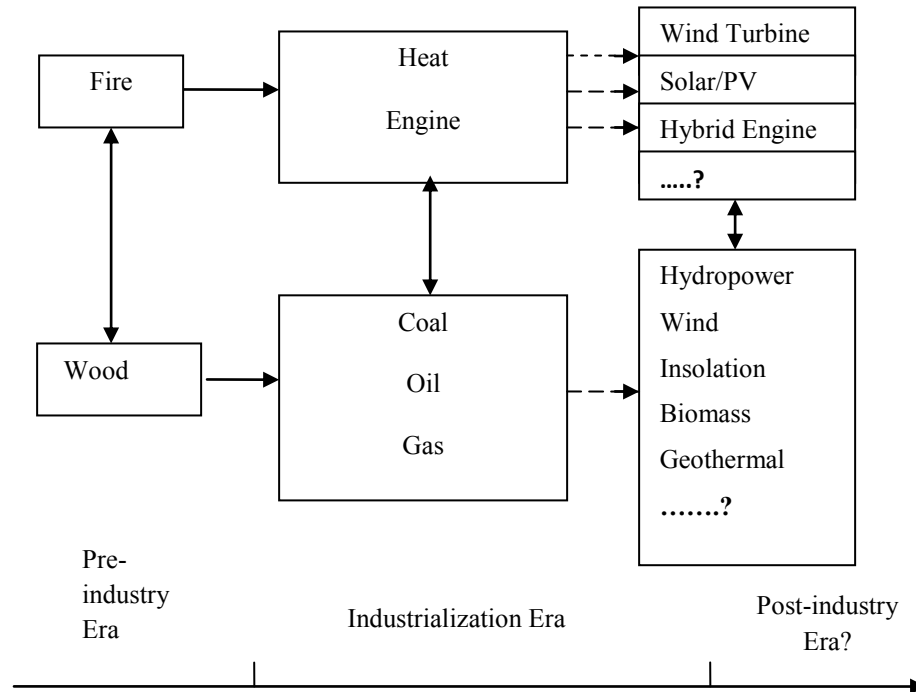 Fire
Heat
Engine
Wind Turbine
Solar/PV
Hybrid Engine
.....?
Wood
Coal
Oil
Gas
Hydropower
Wind
Insolation
Biomass
Geothermal
.......?
Pre-
industry
Era
Industrialization Era
Post-industry
Era?